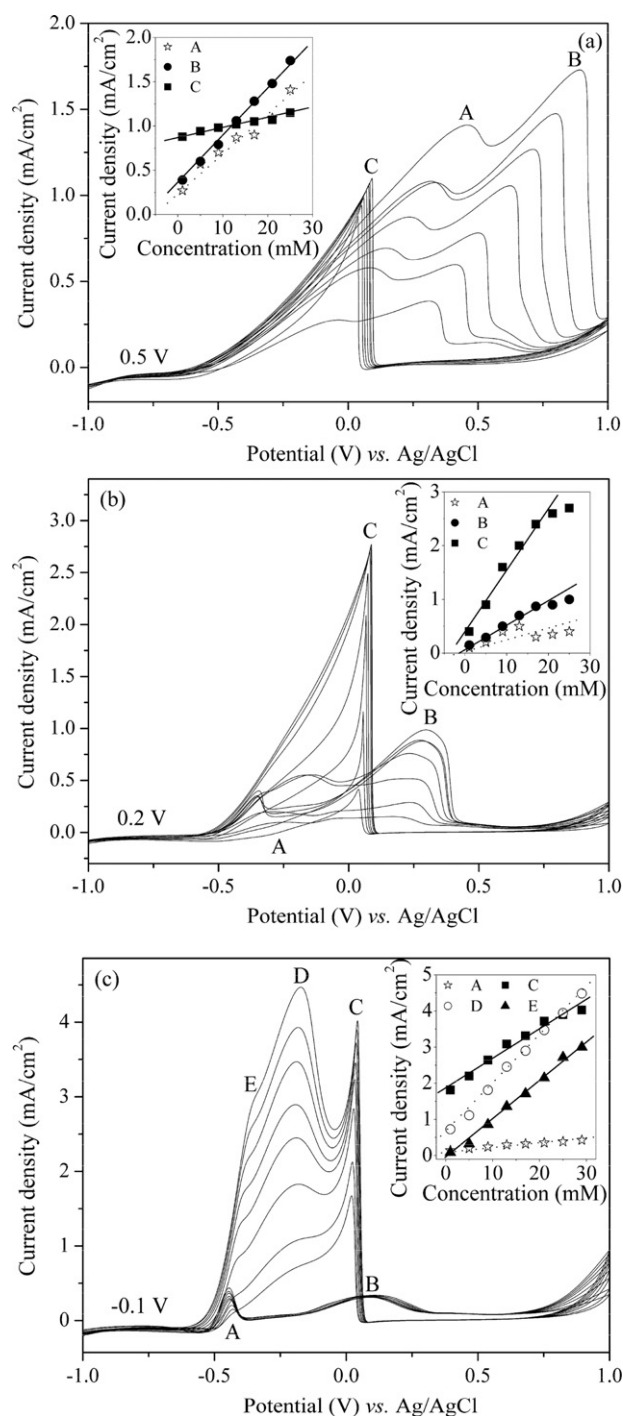 (a)
2.0
1.5
1.0
0.5
0.0
-1.0 -0.5 0.0 0.5 1.0
Current density (mA/cm²)
Potential (V) vs. Ag/AgCl
0.5 V
A
B
C
Current density (mA/cm²)
2.0
1.5
1.0
0.5
0.0
0 10 20 30
Concentration (mM)
A
B
C
(b)
3.0
2.5
2.0
1.5
1.0
0.5
0.0
-1.0 -0.5 0.0 0.5 1.0
Current density (mA/cm²)
Potential (V) vs. Ag/AgCl
0.2 V
A
C
B
Current density (mA/cm²)
3
2
1
0
0 10 20 30
Concentration (mM)
A
B
C
(c)
4
3
2
1
0
-1.0 -0.5 0.0 0.5 1.0
Current density (mA/cm²)
Potential (V) vs. Ag/AgCl
-0.1 V
D
C
E
B
A
Current density (mA/cm²)
5
4
3
2
1
0
0 10 20 30
Concentration (mM)
A C
D E